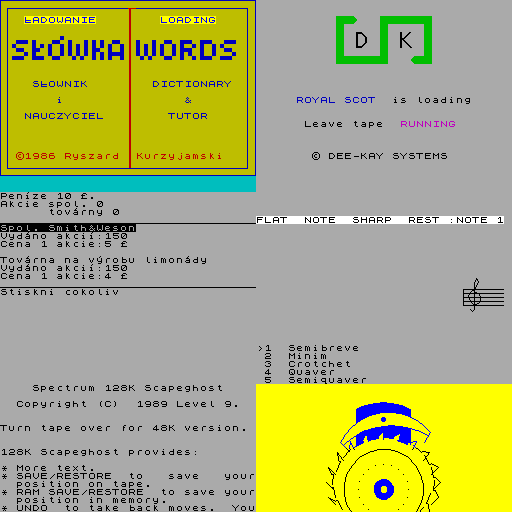 ŁADOWANIE
LOADING
SŁÓWKA WORDS
SŁOWNIK
i
NAUCZYCIEL
DICTIONARY
&
TUTOR
©1986 Ryszard Kurzyjamski
D K
ROYAL SCOT is loading
Leave tape RUNNING
© DEE-KAY SYSTEMS
Peníze 10 £.
Akcie spol. 0
továrny 0
Spol. Smith&Weson
Vydáno akcií:150
Cena 1 akcie:5 £
Továrna na výrobu limonády
Vydáno akcií:150
Cena 1 akcie:4 £
Stiskni cokoliv
FLAT NOTE SHARP REST :NOTE 1
>1 Semibreve
2 Minim
3 Crotchet
4 Quaver
5 Semiquaver
Spectrum 128K Scapeghost
Copyright (C) 1989 Level 9.
Turn tape over for 48K version.
128K Scapeghost provides:
* More text.
* SAVE/RESTORE to save your
position on tape.
* RAM SAVE/RESTORE to save your
position in memory.
* UNDO to take back moves. You